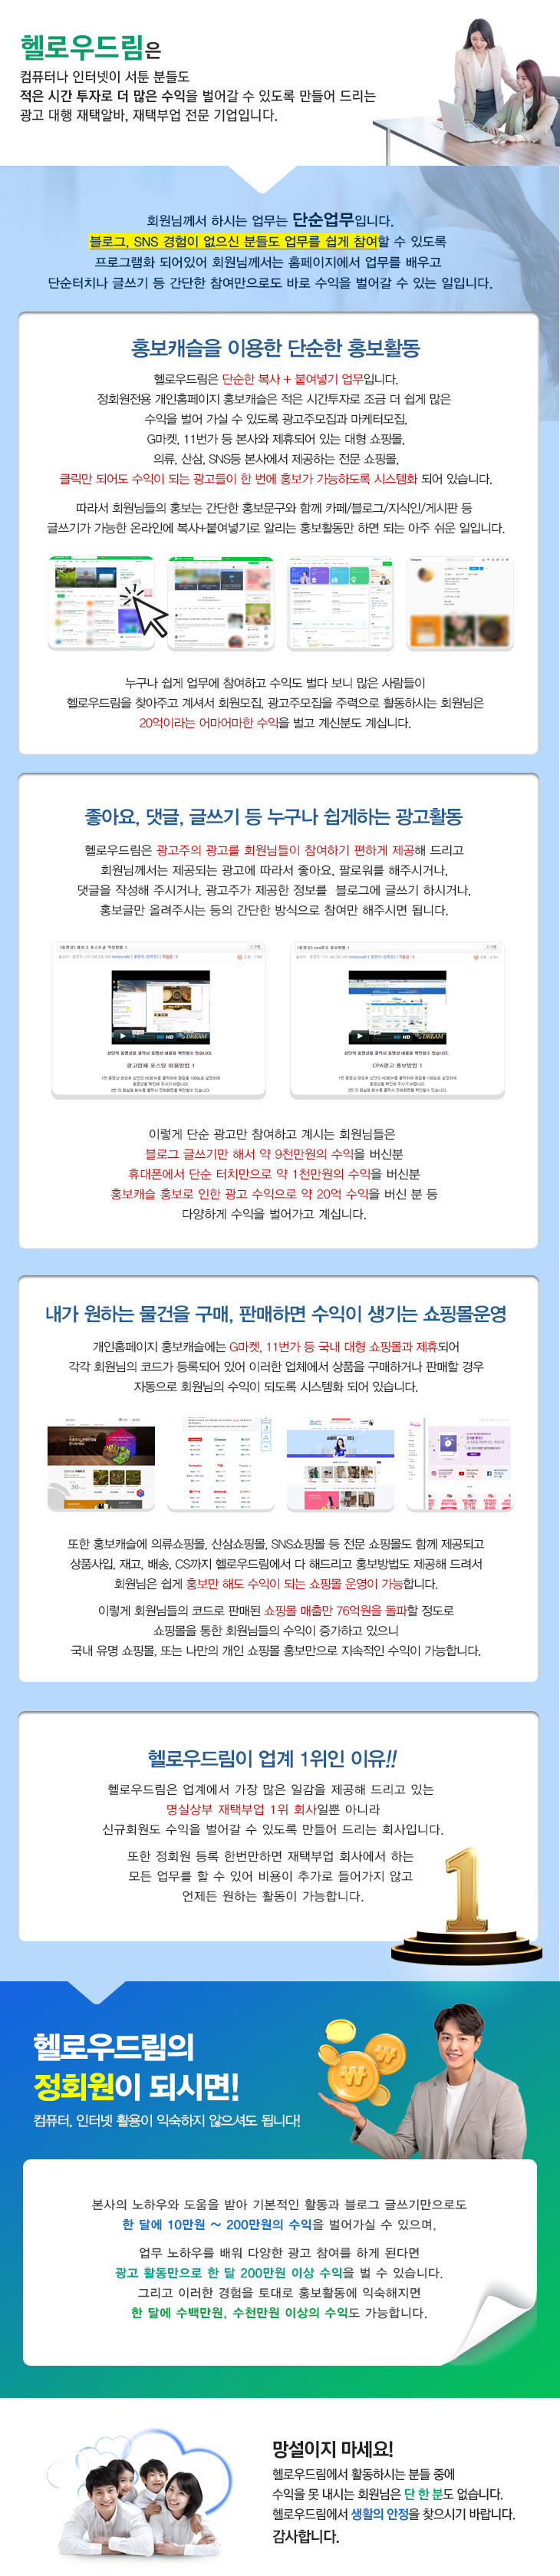 헬로우드림은
컴퓨터나 인터넷이 서툰 분들도
적은 시간 투자로 더 많은 수익을 벌어갈 수 있도록 만들어 드리는
광고 대행 재택알바, 재택부업 전문 기업입니다.
회원님께서 하시는 업무는 단순업무입니다.
블로그, SNS 경험이 없으신 분들도 업무를 쉽게 참여할 수 있도록
프로그램화 되어있어 회원님께서는 홈페이지에서 업무를 배우고
단순터치나 글쓰기 등 간단한 참여만으로도 바로 수익을 벌어갈 수 있는 일입니다.
홍보캐슬을 이용한 단순한 홍보활동
헬로우드림은 단순한 복사 + 붙여넣기 업무입니다.
정회원전용 개인홈페이지 홍보캐슬은 적은 시간투자로 조금 더 쉽게 많은
수익을 벌어 가실 수 있도록 광고주모집과 마케터모집,
G마켓, 11번가 등 본사와 제휴되어 있는 대형 쇼핑몰,
의류, 산삼, SNS등 본사에서 제공하는 전문 쇼핑몰,
클릭만 되어도 수익이 되는 광고들이 한 번에 홍보가 가능하도록 시스템화 되어 있습니다.
따라서 회원님들의 홍보는 간단한 홍보문구와 함께 카페/블로그/지식인/게시판 등
글쓰기가 가능한 온라인에 복사+붙여넣기로 알리는 홍보활동만 하면 되는 아주 쉬운 일입니다.
누구나 쉽게 업무에 참여하고 수익도 벌다 보니 많은 사람들이
헬로우드림을 찾아주고 계셔서 회원모집, 광고주모집을 주력으로 활동하시는 회원님은
20억이라는 어마어마한 수익을 벌고 계신분도 계십니다.
좋아요, 댓글, 글쓰기 등 누구나 쉽게하는 광고활동
헬로우드림은 광고주의 광고를 회원님들이 참여하기 편하게 제공해 드리고
회원님께서는 제공되는 광고에 따라서 좋아요, 팔로워를 해주시거나,
댓글을 작성해 주시거나, 광고주가 제공한 정보를 블로그에 글쓰기 하시거나,
홍보글만 올려주시는 등의 간단한 방식으로 참여만 해주시면 됩니다.
광고업체 포스팅 이용방법 1
CPA광고 홍보방법 1
이렇게 단순 광고만 참여하고 계시는 회원님들은
블로그 글쓰기만 해서 약 9천만원의 수익을 버신분
휴대폰에서 단순 터치만으로 약 1천만원의 수익을 버신분
홍보캐슬 홍보로 인한 광고 수익으로 약 20억 수익을 버신 분 등
다양하게 수익을 벌어가고 계십니다.
내가 원하는 물건을 구매, 판매하면 수익이 생기는 쇼핑몰운영
개인홈페이지 홍보캐슬에는 G마켓, 11번가 등 국내 대형 쇼핑몰과 제휴되어
각각 회원님의 코드가 등록되어 있어 이러한 업체에서 상품을 구매하거나 판매할 경우
자동으로 회원님의 수익이 되도록 시스템화 되어 있습니다.
또한 홍보캐슬에 의류쇼핑몰, 산삼쇼핑몰, SNS쇼핑몰 등 전문 쇼핑몰도 함께 제공되고
상품사입, 재고, 배송, CS까지 헬로우드림에서 다 해드리고 홍보방법도 제공해 드려서
회원님은 쉽게 홍보만 해도 수익이 되는 쇼핑몰 운영이 가능합니다.
이렇게 회원님들의 코드로 판매된 쇼핑몰 매출만 76억원을 돌파할 정도로
쇼핑몰을 통한 회원님들의 수익이 증가하고 있으니
국내 유명 쇼핑몰, 또는 나만의 개인 쇼핑몰 홍보만으로 지속적인 수익이 가능합니다.
헬로우드림이 업계 1위인 이유!!
헬로우드림은 업계에서 가장 많은 일감을 제공해 드리고 있는
명실상부 재택부업 1위 회사일뿐 아니라
신규회원도 수익을 벌어갈 수 있도록 만들어 드리는 회사입니다.
또한 정회원 등록 한번만하면 재택부업 회사에서 하는
모든 업무를 할 수 있어 비용이 추가로 들어가지 않고
언제든 원하는 활동이 가능합니다.
1
헬로우드림의
정회원이 되시면!
컴퓨터, 인터넷 활용이 익숙하지 않으셔도 됩니다!
본사의 노하우와 도움을 받아 기본적인 활동과 블로그 글쓰기만으로도
한 달에 10만원 ~ 200만원의 수익을 벌어가실 수 있으며,
업무 노하우를 배워 다양한 광고 참여를 하게 된다면
광고 활동만으로 한 달 200만원 이상 수익을 벌 수 있습니다.
그리고 이러한 경험을 토대로 홍보활동에 익숙해지면
한 달에 수백만원, 수천만원 이상의 수익도 가능합니다.
망설이지 마세요!
헬로우드림에서 활동하시는 분들 중에
수익을 못 내시는 회원님은 단 한 분도 없습니다.
헬로우드림에서 생활의 안정을 찾으시기 바랍니다.
감사합니다.